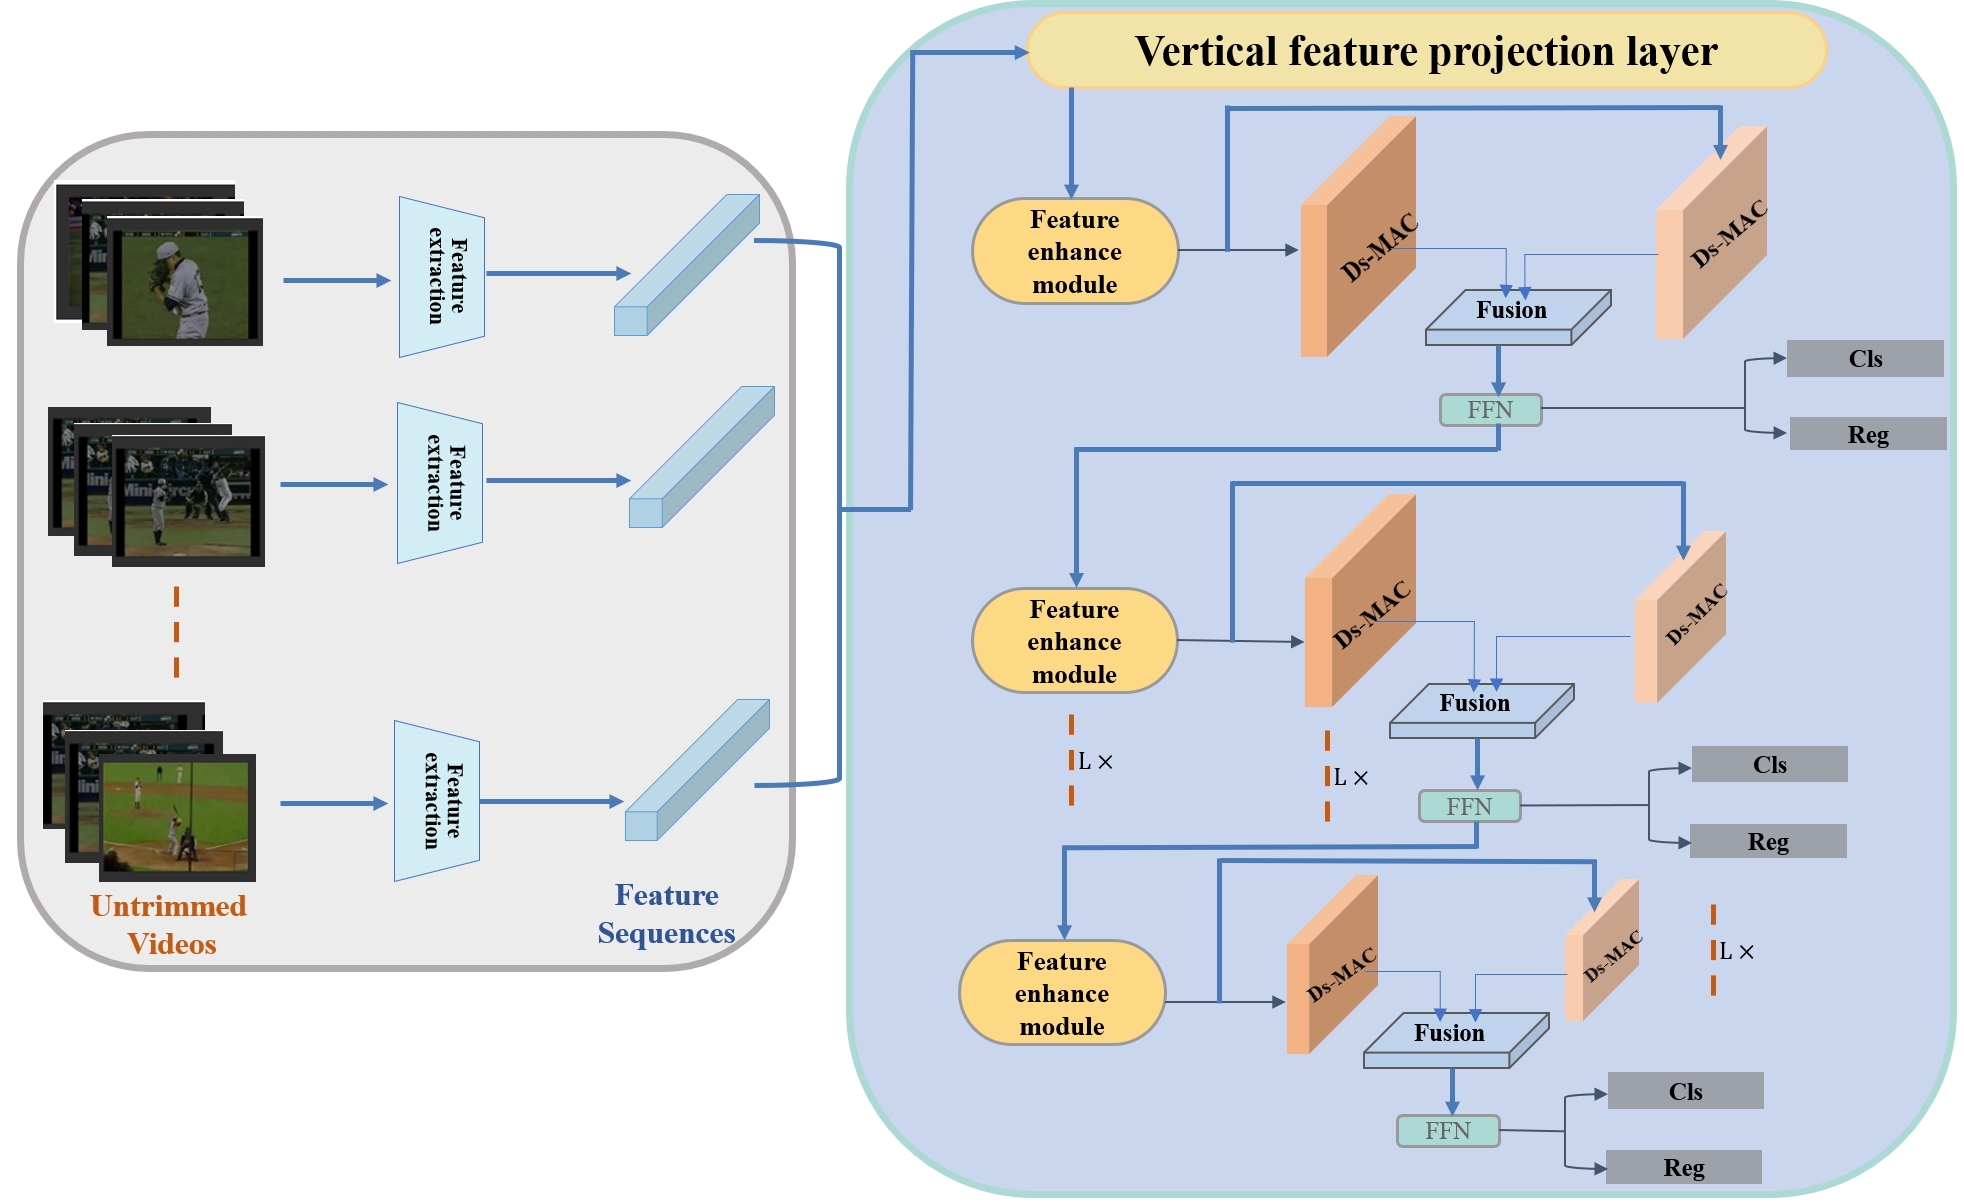 Vertical feature projection layer
Feature
extraction
Feature
extraction
Feature
extraction
Untrimmed
Videos
Feature
Sequences
Feature
enhance
module
Ds-MAC
Ds-MAC
Fusion
FFN
Cls
Reg
Feature
enhance
module
Ds-MAC
Ds-MAC
Fusion
L ×
L ×
FFN
Cls
Reg
Feature
enhance
module
Ds-MAC
Ds-MAC
L ×
Fusion
FFN
Cls
Reg